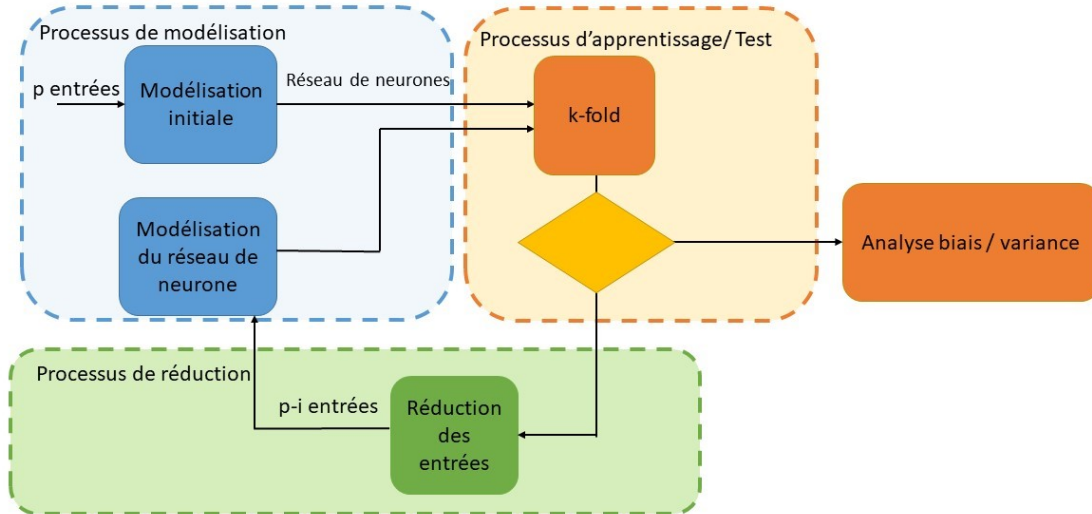 Processus de modélisation
p entrées
Modélisation
initiale
Réseau de neurones
Modélisation
du réseau de
neurone
Processus d’apprentissage/ Test
k-fold
Analyse biais / variance
Processus de réduction
p-i entrées
Réduction
des
entrées